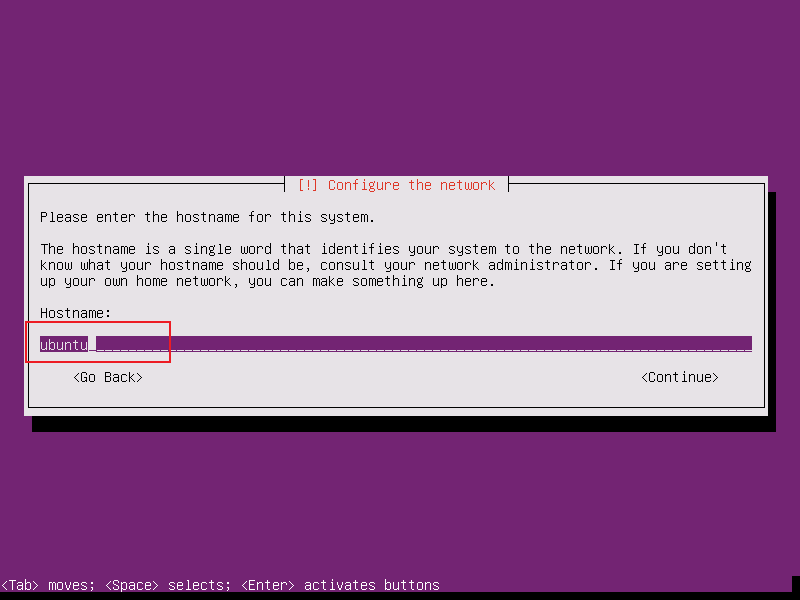 [!] Configure the network
Please enter the hostname for this system.
The hostname is a single word that identifies your system to the network. If you don't
know what your hostname should be, consult your network administrator. If you are setting
up your own home network, you can make something up here.
Hostname:
ubuntu
<Go Back> <Continue>
<Tab> moves; <Space> selects; <Enter> activates buttons